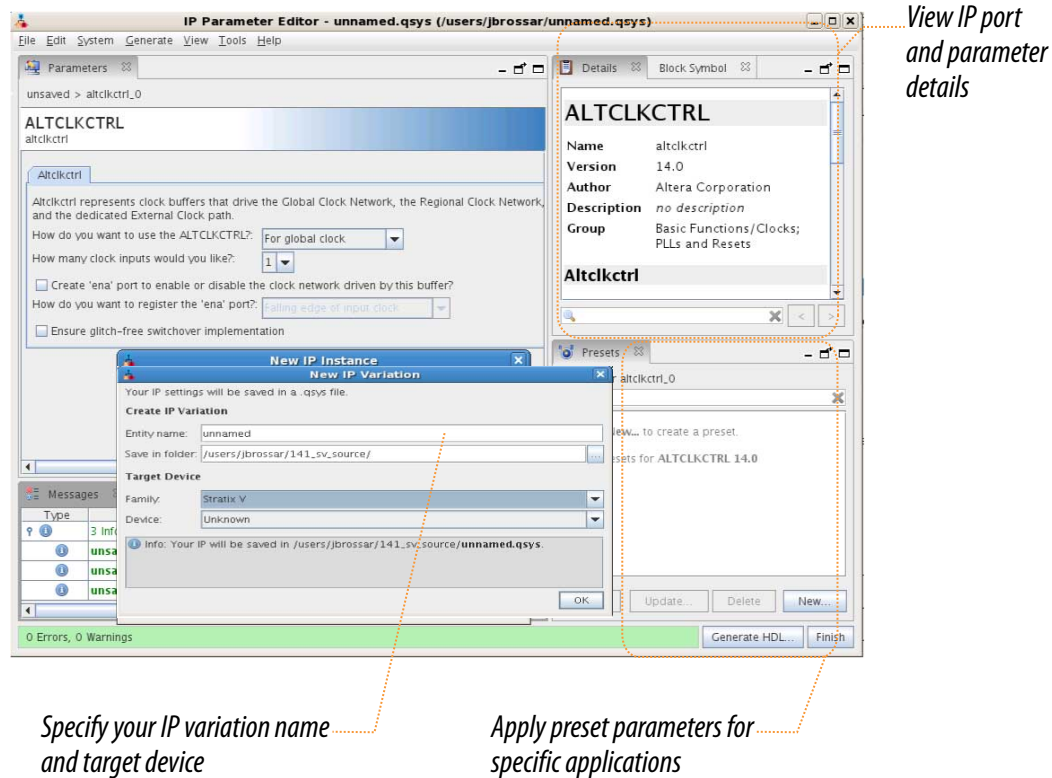 IP Parameter Editor - unnamed.qsys (/users/jbrossar/unnamed.qsys)
File Edit System Generate View Tools Help
Parameters
unsaved > altclkctrl_0
ALTCLKCTRL
altclkctrl
Altclkctrl
Altclkctrl represents clock buffers that drive the Global Clock Network, the Regional Clock Network,
and the dedicated External Clock path.
How do you want to use the ALTCLKCTRL?: For global clock
How many clock inputs would you like?: 1
Create 'ena' port to enable or disable the clock network driven by this buffer?
How do you want to register the 'ena' port?: Falling edge of input clock
Ensure glitch-free switchover implementation
Details Block Symbol
ALTCLKCTRL
Name altclkctrl
Version 14.0
Author Altera Corporation
Description no description
Group Basic Functions/Clocks;
PLLs and Resets
Altclkctrl
< >
View IP port
and parameter
details
New IP Instance
New IP Variation
Your IP settings will be saved in a .qsys file.
Create IP Variation
Entity name: unnamed
Save in folder: /users/jbrossar/141_sv_source/ ...
Target Device
Family: Stratix V
Device: Unknown
Info: Your IP will be saved in /users/jbrossar/141_sv_source/unnamed.qsys.
OK
Presets
altclkctrl_0
to create a preset.
for ALTCLKCTRL 14.0
Update... Delete New...
Messages
Type
3
0 Errors, 0 Warnings
Generate HDL... Finish
Specify your IP variation name
and target device
Apply preset parameters for
specific applications